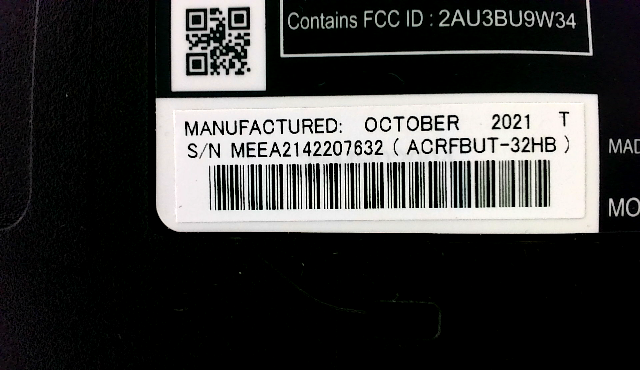 Contains FCC ID : 2AU3BU9W34
MANUFACTURED: OCTOBER 2021 T
S/N MEEA2142207632 ( ACRFBUT-32HB )